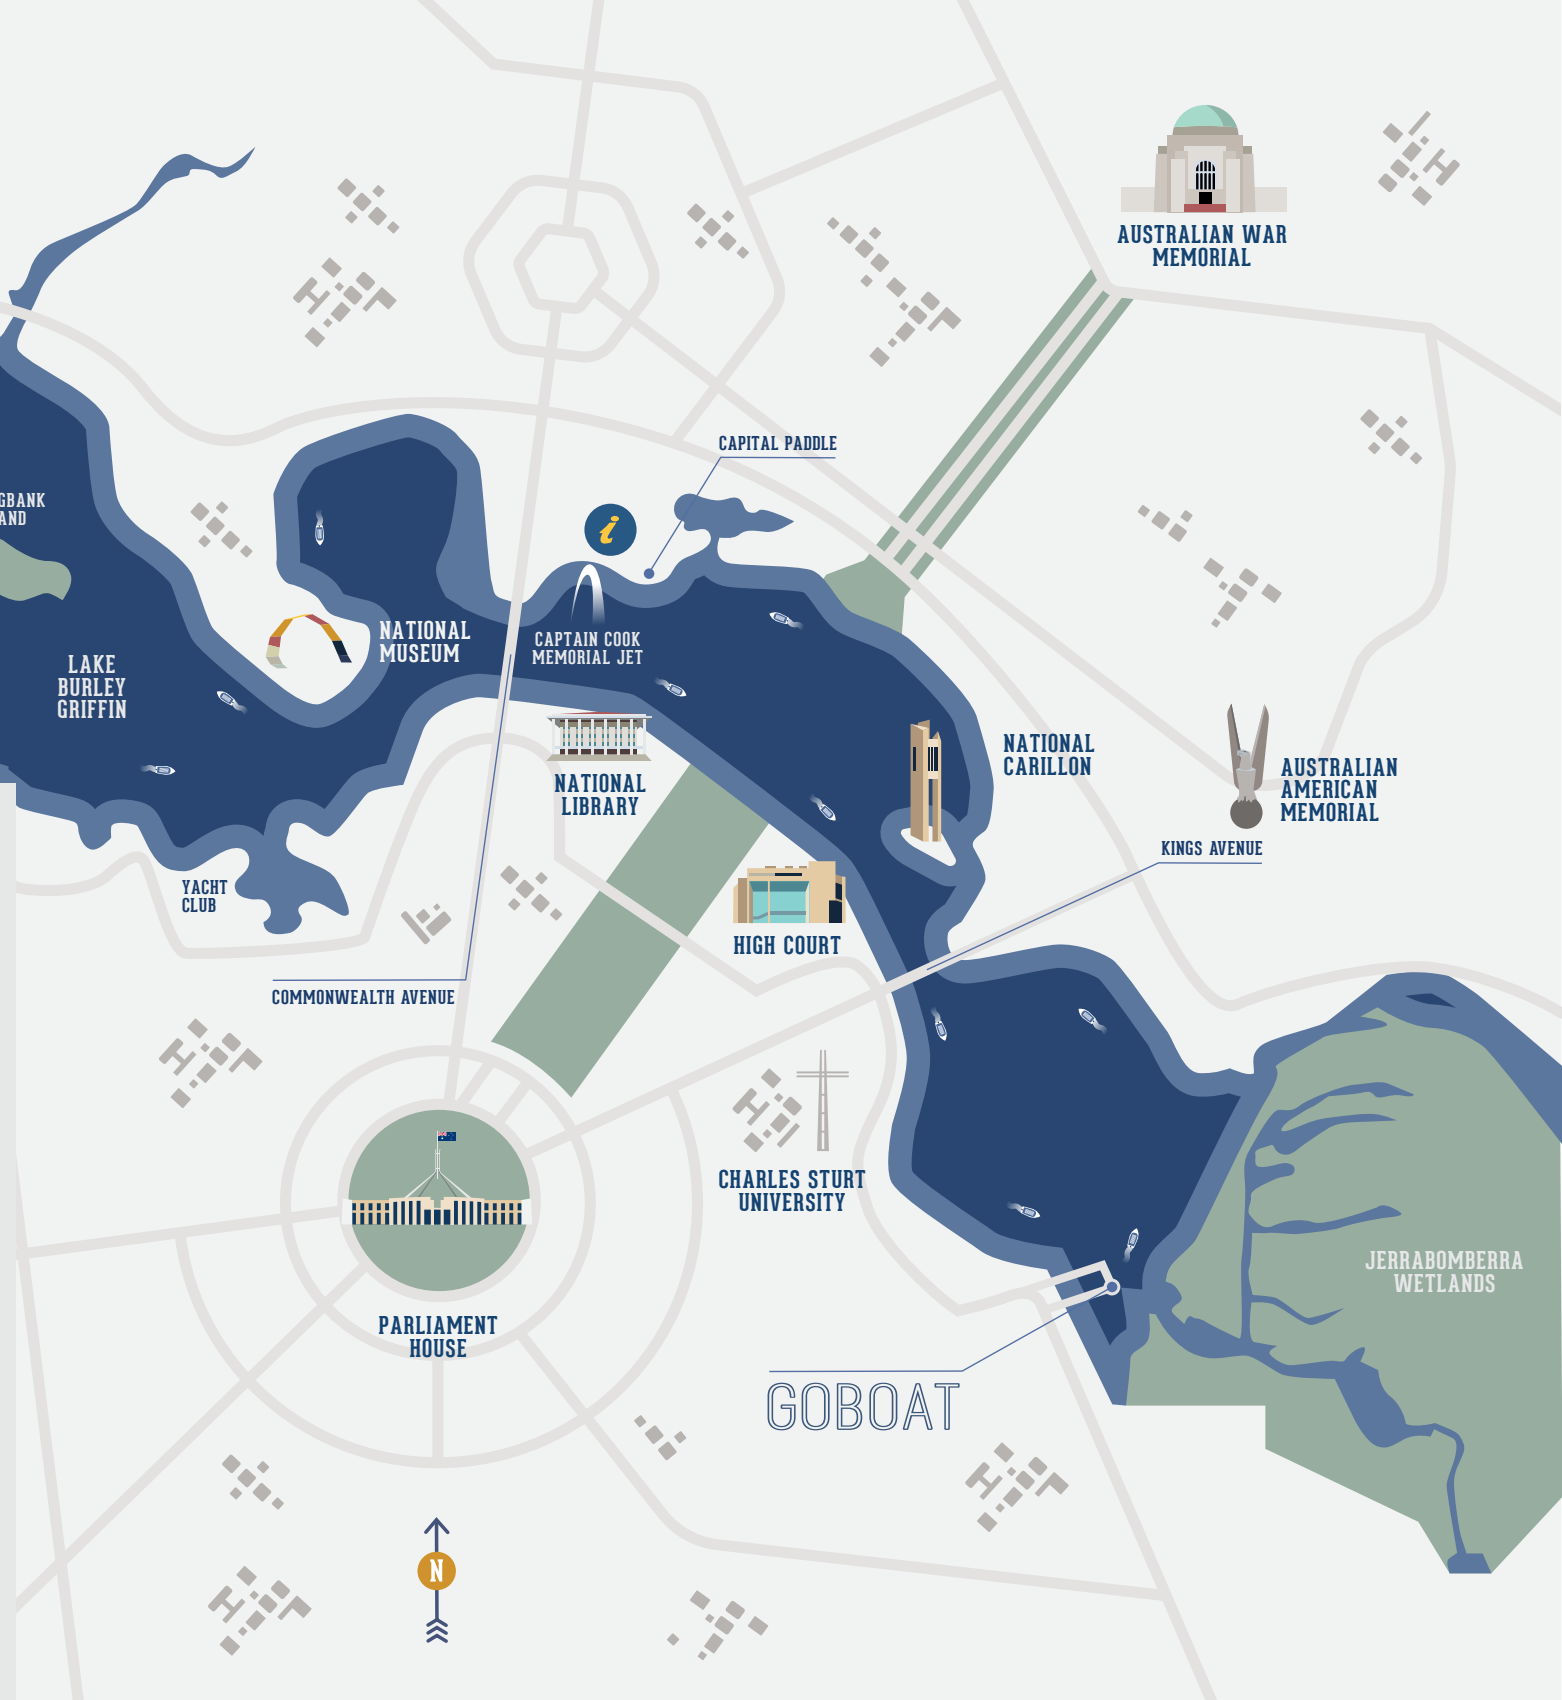 AUSTRALIAN WAR
MEMORIAL
CAPITAL PADDLE
GBANK
AND
i
NATIONAL
MUSEUM
CAPTAIN COOK
MEMORIAL JET
LAKE
BURLEY
GRIFFIN
NATIONAL
CARILLON
NATIONAL
LIBRARY
AUSTRALIAN
AMERICAN
MEMORIAL
KINGS AVENUE
YACHT
CLUB
HIGH COURT
COMMONWEALTH AVENUE
CHARLES STURT
UNIVERSITY
JERRABOMBERRA
WETLANDS
PARLIAMENT
HOUSE
GOBOAT
N